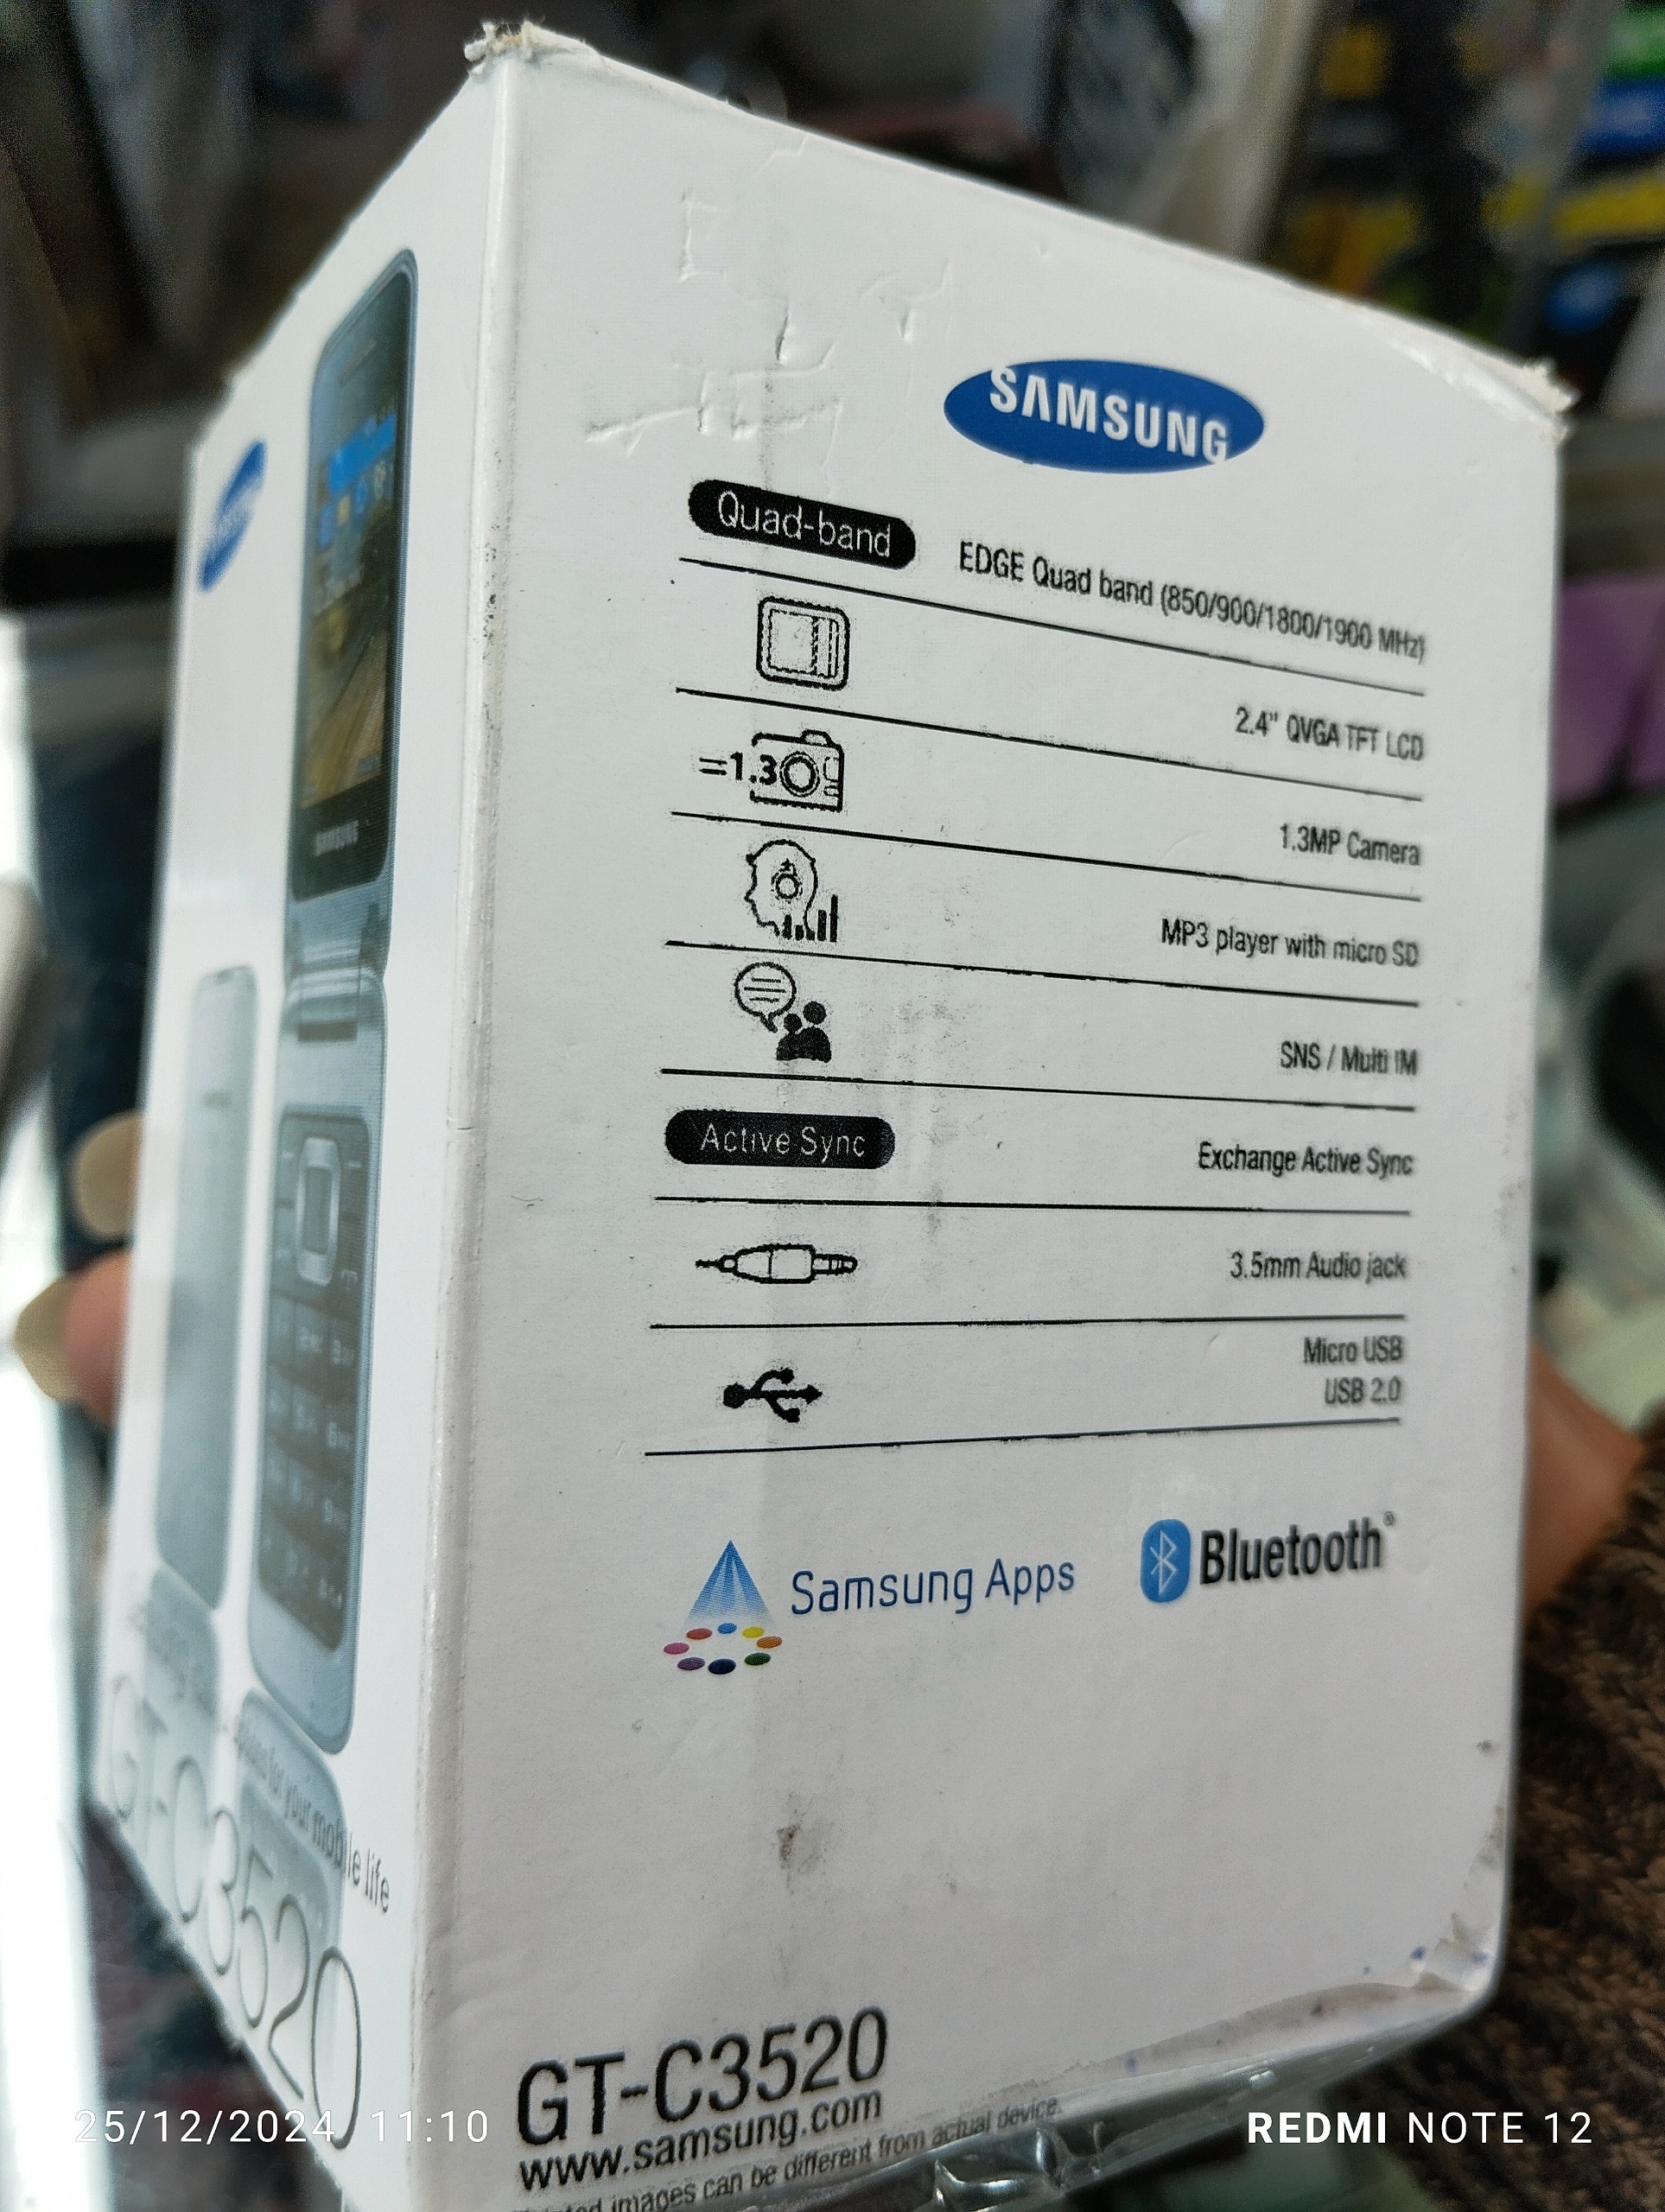 SAMSUNG
Quad-band EDGE Quad band (850/900/1800/1900 MHz)
2.4" QVGA TFT LCD
=1.3 1.3MP Camera
MP3 player with micro SD
SNS / Multi IM
Active Sync Exchange Active Sync
3.5mm Audio jack
Micro USB
USB 2.0
Samsung Apps Bluetooth®
GT-C3520
www.samsung.com
images can be different from actual device.
SAMSUNG
SAMSUNG
for your mobile life
GT-C3520
25/12/2024 11:10
REDMI NOTE 12